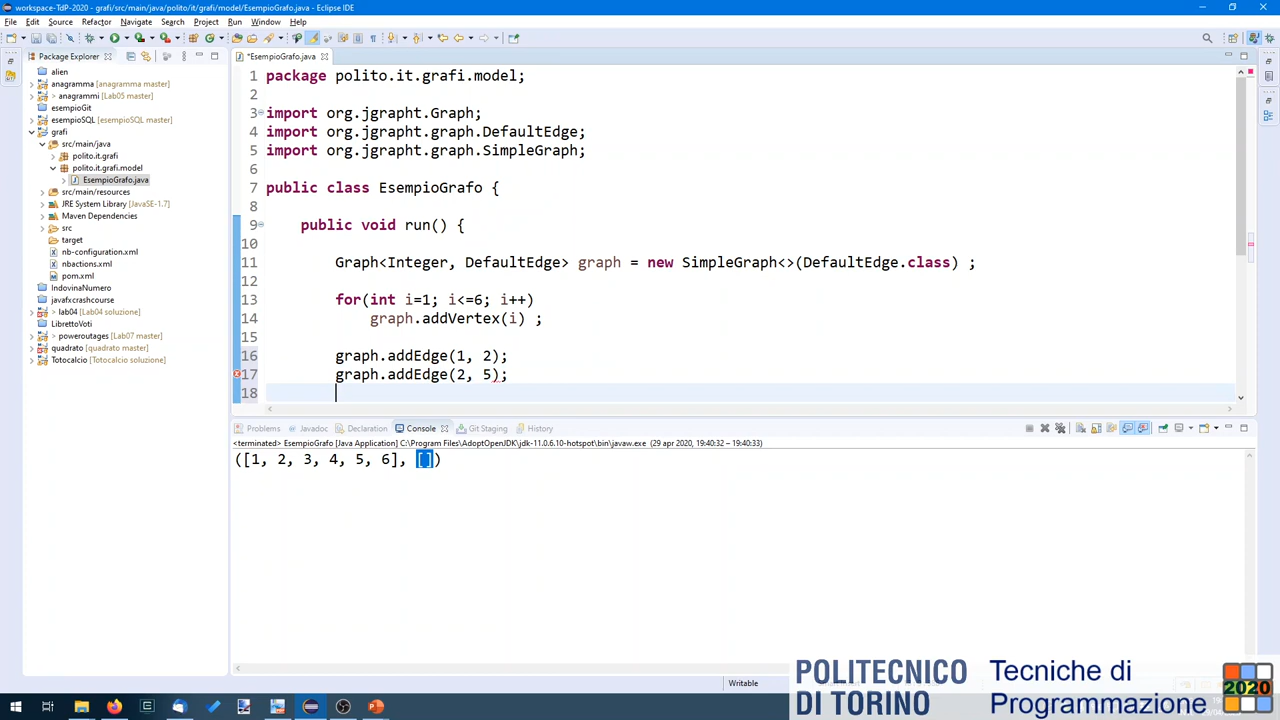 workspace-TdP-2020 - grafi/src/main/java/polito/it/grafi/model/EsempioGrafo.java - Eclipse IDE
File Edit Source Refactor Navigate Search Project Run Window Help
Package Explorer
*EsempioGrafo.java
alien
anagramma [anagramma master]
> anagrammi [Lab05 master]
esempioGit
esempioSQL [esempioSQL master]
grafi
src/main/java
polito.it.grafi
polito.it.grafi.model
EsempioGrafo.java
src/main/resources
JRE System Library [JavaSE-1.7]
Maven Dependencies
src
target
nb-configuration.xml
nbactions.xml
pom.xml
IndovinaNumero
javafxcrashcourse
> lab04 [Lab04 soluzione]
LibrettoVoti
> poweroutages [Lab07 master]
quadrato [quadrato master]
Totocalcio [Totocalcio soluzione]
1 package polito.it.grafi.model;
2
3 import org.jgrapht.Graph;
4 import org.jgrapht.graph.DefaultEdge;
5 import org.jgrapht.graph.SimpleGraph;
6
7 public class EsempioGrafo {
8
9 public void run() {
10
11 Graph<Integer, DefaultEdge> graph = new SimpleGraph<>(DefaultEdge.class) ;
12
13 for(int i=1; i<=6; i++)
14 graph.addVertex(i) ;
15
16 graph.addEdge(1, 2);
17 graph.addEdge(2, 5);
18
Problems Javadoc Declaration Console Git Staging History
<terminated> EsempioGrafo [Java Application] C:\Program Files\AdoptOpenJDK\jdk-11.0.6.10-hotspot\bin\javaw.exe (29 apr 2020, 19:40:32 – 19:40:33)
([1, 2, 3, 4, 5, 6], [])
Writable
POLITECNICO
DI TORINO
Tecniche di
Programmazione
2020